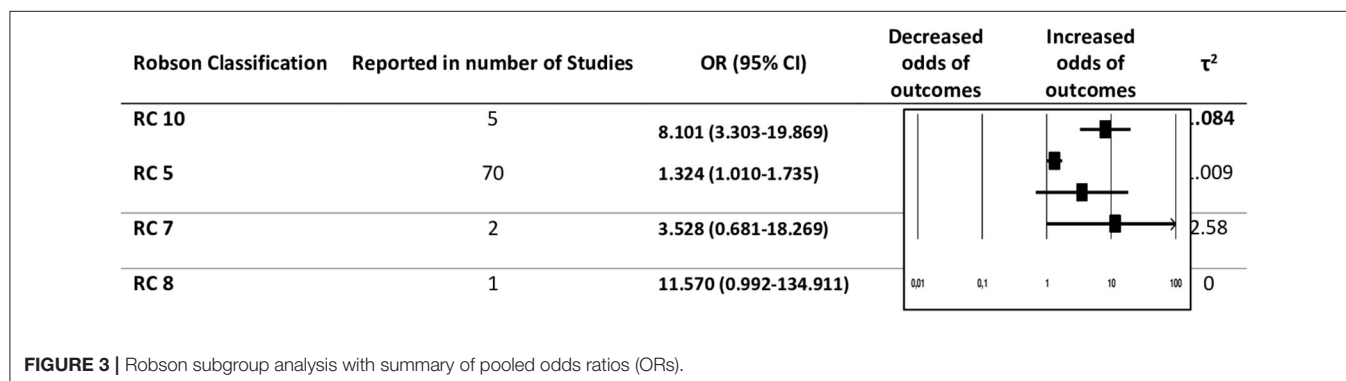 Robson Classification Reported in number of Studies OR (95% CI) Decreased odds of outcomes Increased odds of outcomes τ²
RC 10 5 8.101 (3.303-19.869) .084
RC 5 70 1.324 (1.010-1.735) .009
RC 7 2 3.528 (0.681-18.269) 2.58
RC 8 1 11.570 (0.992-134.911) 0
0,01 0,1 1 10 100
FIGURE 3 | Robson subgroup analysis with summary of pooled odds ratios (ORs).